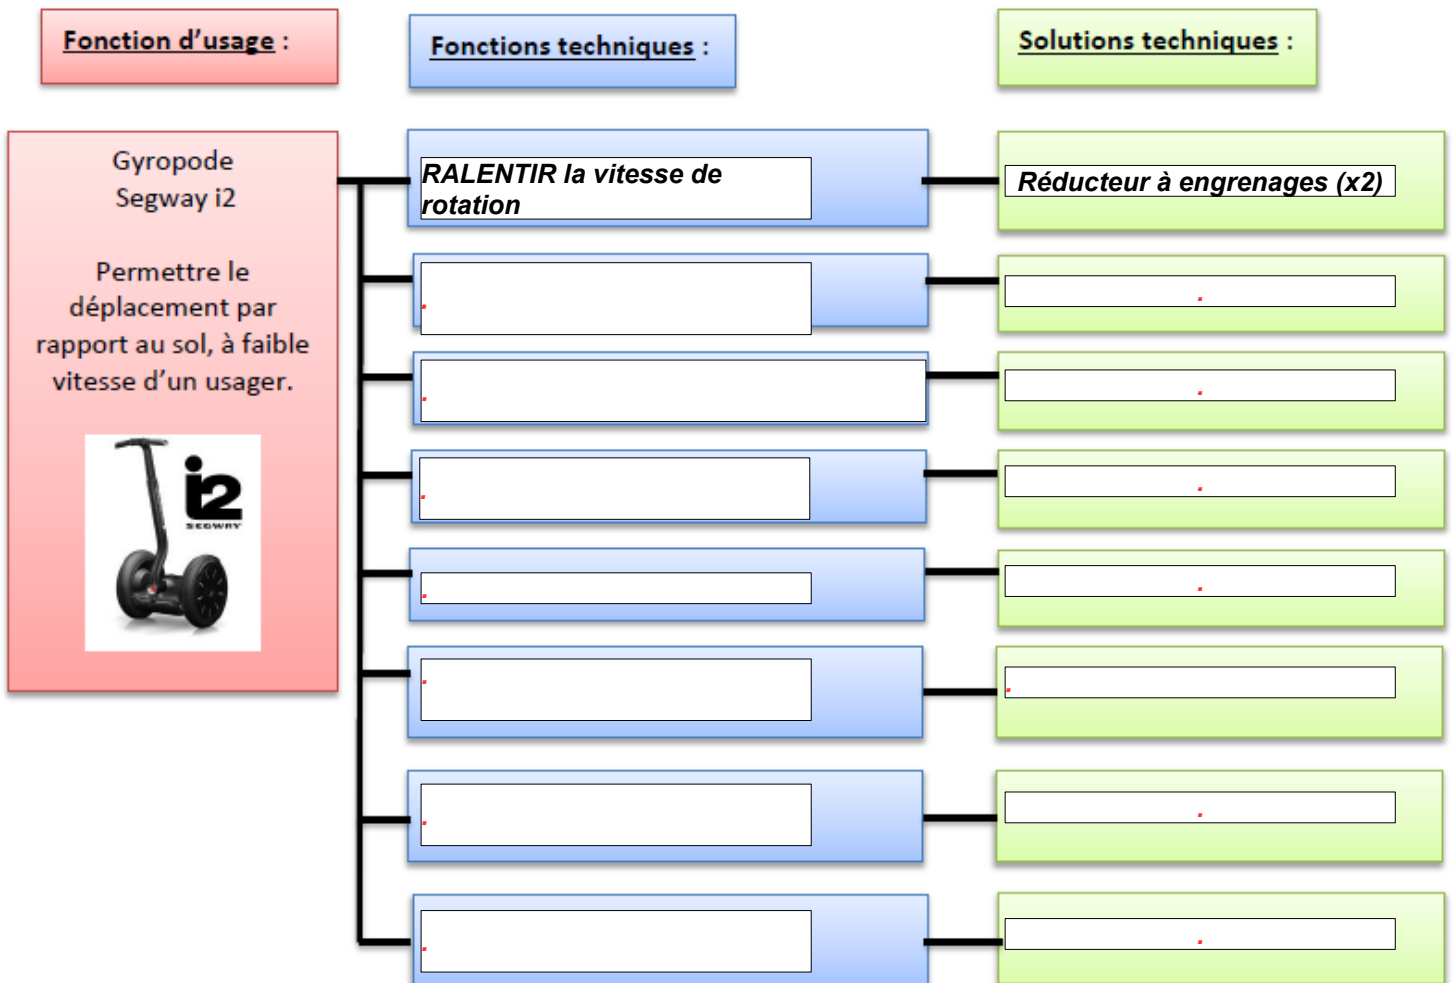 Fonction d'usage :
Fonctions techniques :
Solutions techniques :
Gyropode
Segway i2
Permettre le
déplacement par
rapport au sol, à faible
vitesse d'un usager.
i2
SEGWAY
RALENTIR la vitesse de
rotation
Réducteur à engrenages (x2)
.
.
.
.
.
.
.
.
.
.
.
.
.
.